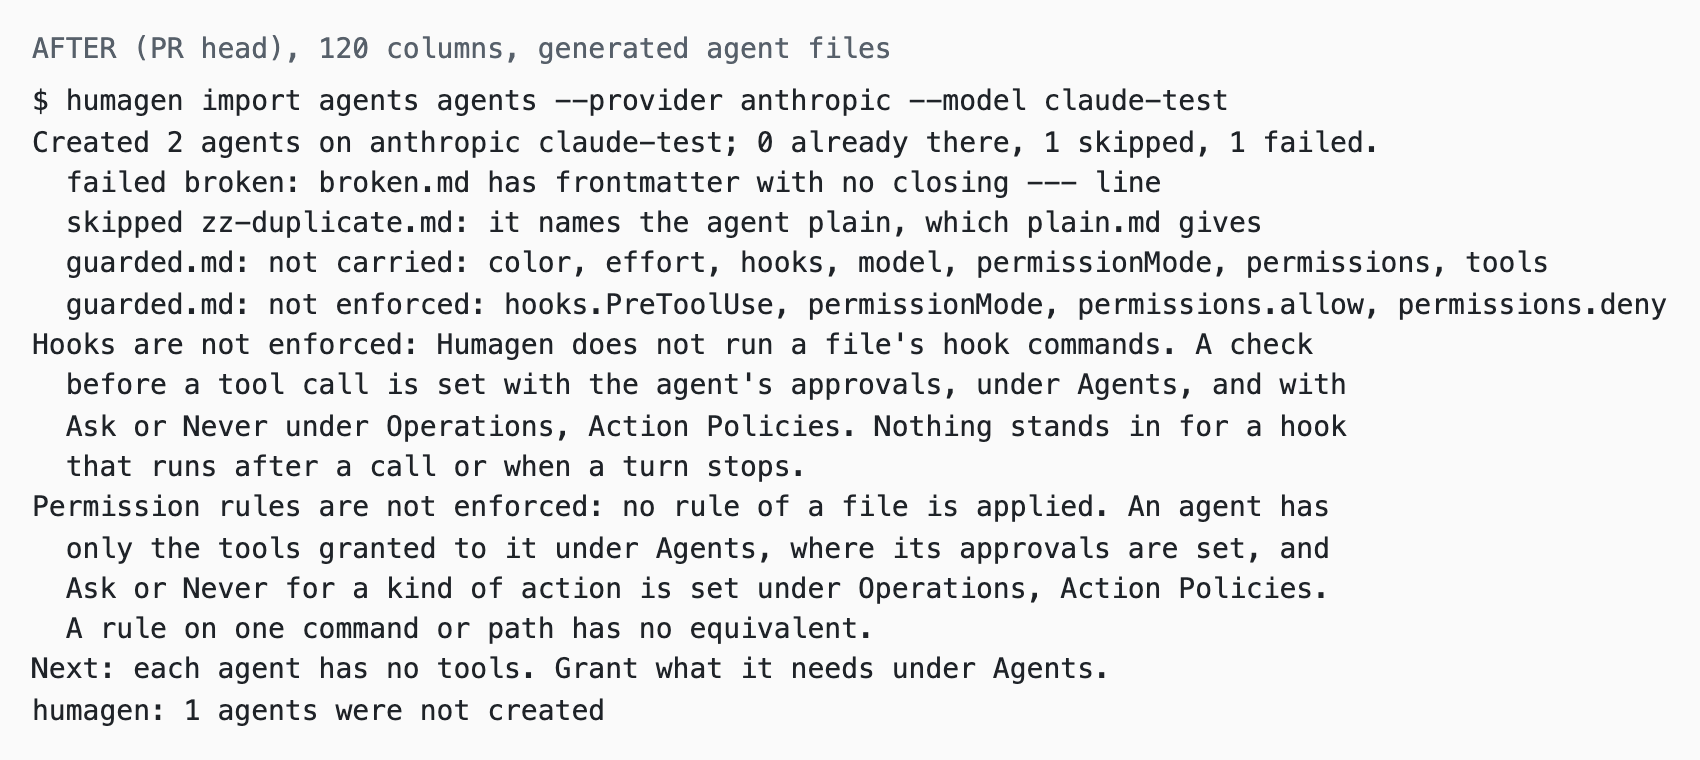 AFTER (PR head), 120 columns, generated agent files
$ humagen import agents agents --provider anthropic --model claude-test
Created 2 agents on anthropic claude-test; 0 already there, 1 skipped, 1 failed.
  failed broken: broken.md has frontmatter with no closing --- line
  skipped zz-duplicate.md: it names the agent plain, which plain.md gives
  guarded.md: not carried: color, effort, hooks, model, permissionMode, permissions, tools
  guarded.md: not enforced: hooks.PreToolUse, permissionMode, permissions.allow, permissions.deny
Hooks are not enforced: Humagen does not run a file's hook commands. A check
  before a tool call is set with the agent's approvals, under Agents, and with
  Ask or Never under Operations, Action Policies. Nothing stands in for a hook
  that runs after a call or when a turn stops.
Permission rules are not enforced: no rule of a file is applied. An agent has
  only the tools granted to it under Agents, where its approvals are set, and
  Ask or Never for a kind of action is set under Operations, Action Policies.
  A rule on one command or path has no equivalent.
Next: each agent has no tools. Grant what it needs under Agents.
humagen: 1 agents were not created